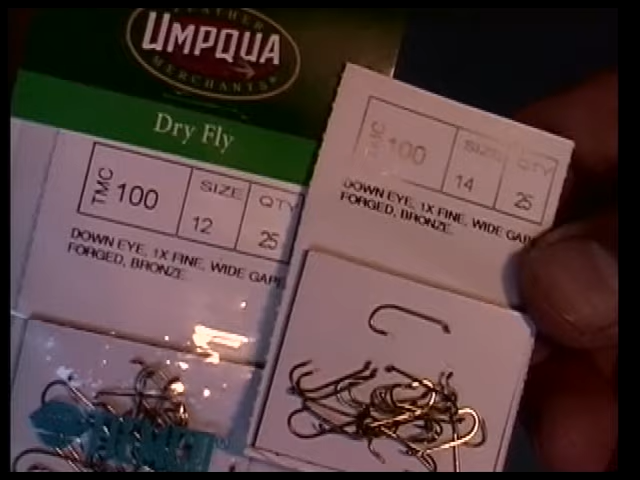 FEATHER
UMPQUA
MERCHANTS
Dry Fly
TMC 100 SIZE 12 QTY 25
DOWN EYE, 1X FINE, WIDE GAPE
FORGED, BRONZE.
TMC 100 SIZE 14 QTY 25
DOWN EYE, 1X FINE, WIDE GAPE
FORGED, BRONZE.